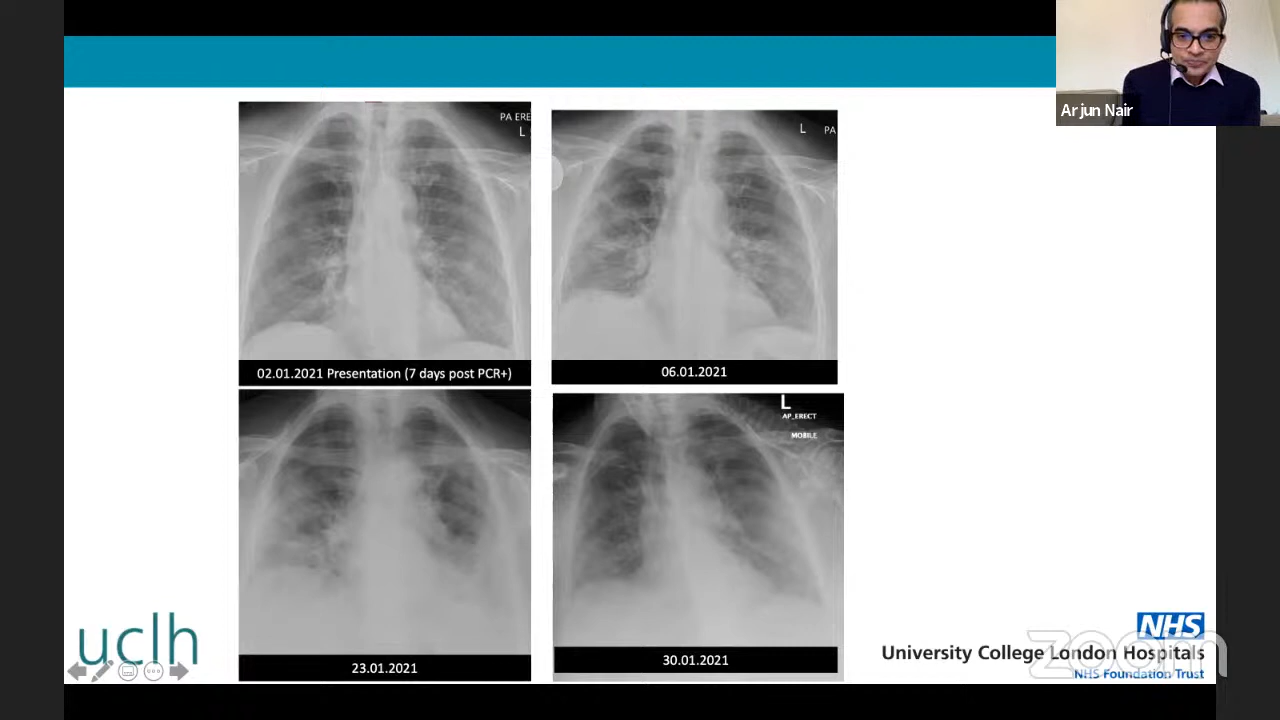 Arjun Nair
PA ERE
L
L
PA
02.01.2021 Presentation (7 days post PCR+)
06.01.2021
L
AP_ERECT
MOBILE
23.01.2021
30.01.2021
uclh
NHS
University College London Hospitals
NHS Foundation Trust
zoom